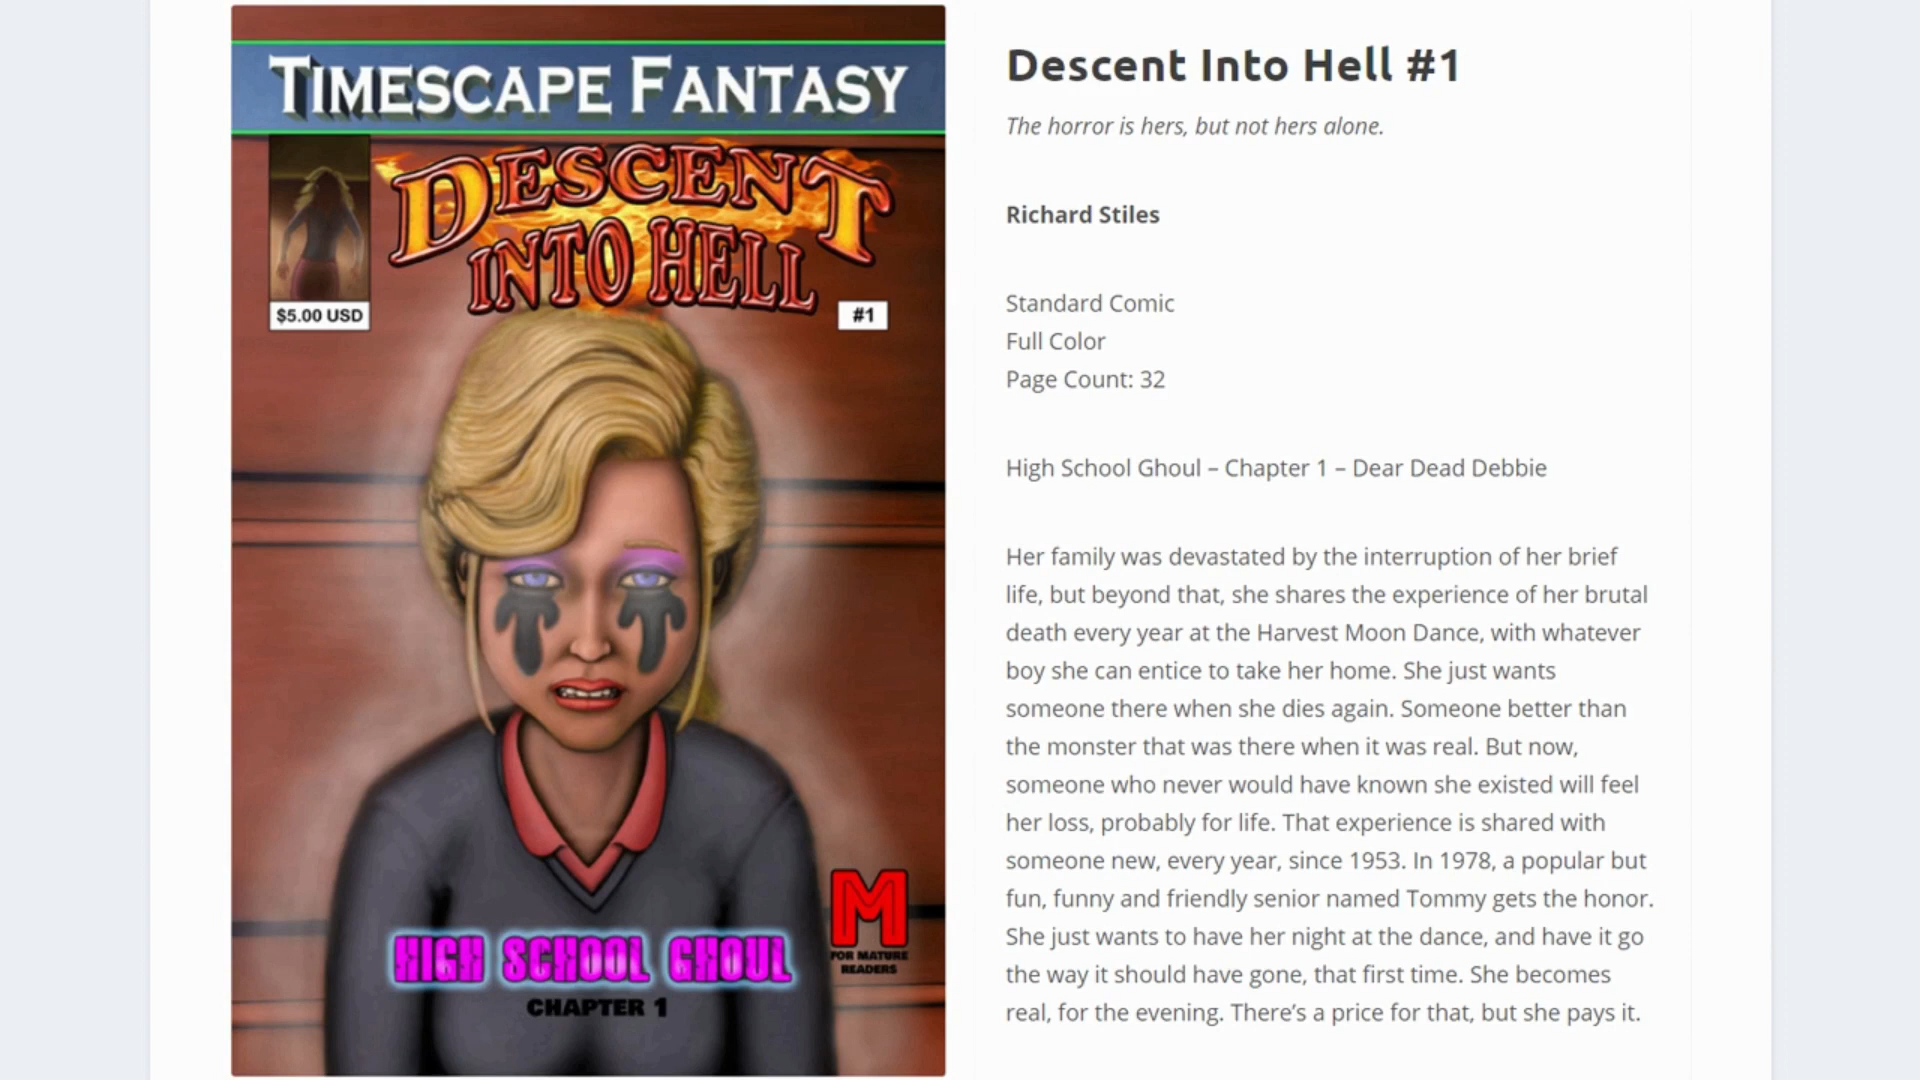 TIMESCAPE FANTASY
DESCENT
INTO HELL
$5.00 USD
#1
M
FOR MATURE
READERS
HIGH SCHOOL GHOUL
CHAPTER 1
Descent Into Hell #1
The horror is hers, but not hers alone.
Richard Stiles
Standard Comic
Full Color
Page Count: 32
High School Ghoul – Chapter 1 – Dear Dead Debbie
Her family was devastated by the interruption of her brief
life, but beyond that, she shares the experience of her brutal
death every year at the Harvest Moon Dance, with whatever
boy she can entice to take her home. She just wants
someone there when she dies again. Someone better than
the monster that was there when it was real. But now,
someone who never would have known she existed will feel
her loss, probably for life. That experience is shared with
someone new, every year, since 1953. In 1978, a popular but
fun, funny and friendly senior named Tommy gets the honor.
She just wants to have her night at the dance, and have it go
the way it should have gone, that first time. She becomes
real, for the evening. There’s a price for that, but she pays it.